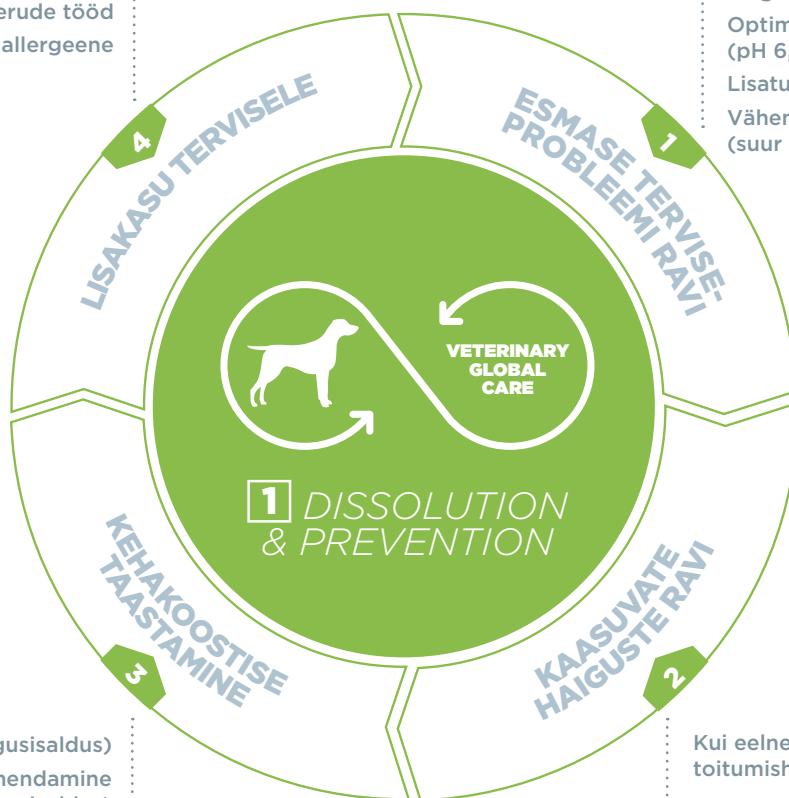 erude tööd
allergeene
Optim
(pH 6,
Lisatu
Väher
(suur
4
LISAKASU TERVISELE
1
ESMASE TERVISE-
PROBLEEMI RAVI
VETERINARY
GLOBAL
CARE
1 DISSOLUTION
& PREVENTION
3
KEHAKOOSTISE
TAASTAMINE
2
KAASUVATE
HAIGUSTE RAVI
gusisaldus)
nendamine
Kui eelne
toitumish